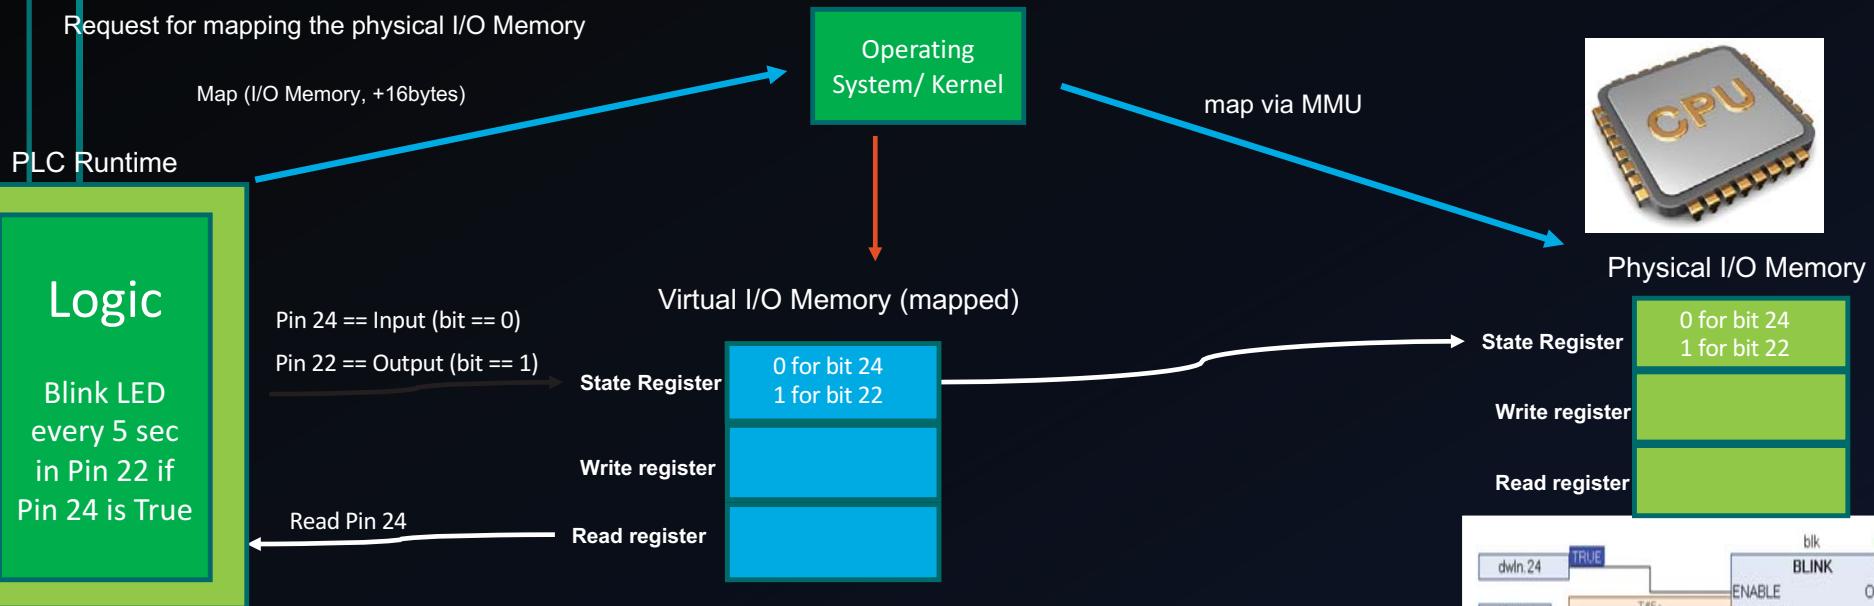 Request for mapping the physical I/O Memory
Map (I/O Memory, +16bytes)
Operating
System/ Kernel
map via MMU
CPU
PLC Runtime
Logic
Blink LED
every 5 sec
in Pin 22 if
Pin 24 is True
Pin 24 == Input (bit == 0)
Pin 22 == Output (bit == 1)
Read Pin 24
Virtual I/O Memory (mapped)
State Register
0 for bit 24
1 for bit 22
Write register
Read register
Physical I/O Memory
State Register
0 for bit 24
1 for bit 22
Write register
Read register
blk
dwIn.24
TRUE
BLINK
ENABLE